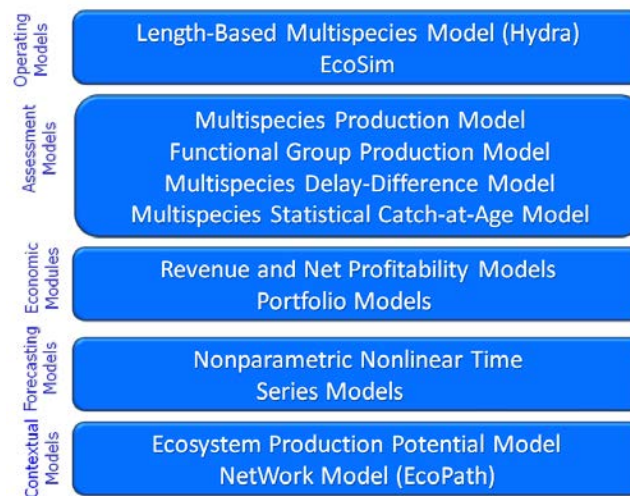 Operating
Models
Length-Based Multispecies Model (Hydra)
EcoSim
Assessment
Models
Multispecies Production Model
Functional Group Production Model
Multispecies Delay-Difference Model
Multispecies Statistical Catch-at-Age Model
Economic
Modules
Revenue and Net Profitability Models
Portfolio Models
Forecasting
Models
Nonparametric Nonlinear Time
Series Models
Contextual
Models
Ecosystem Production Potential Model
NetWork Model (EcoPath)